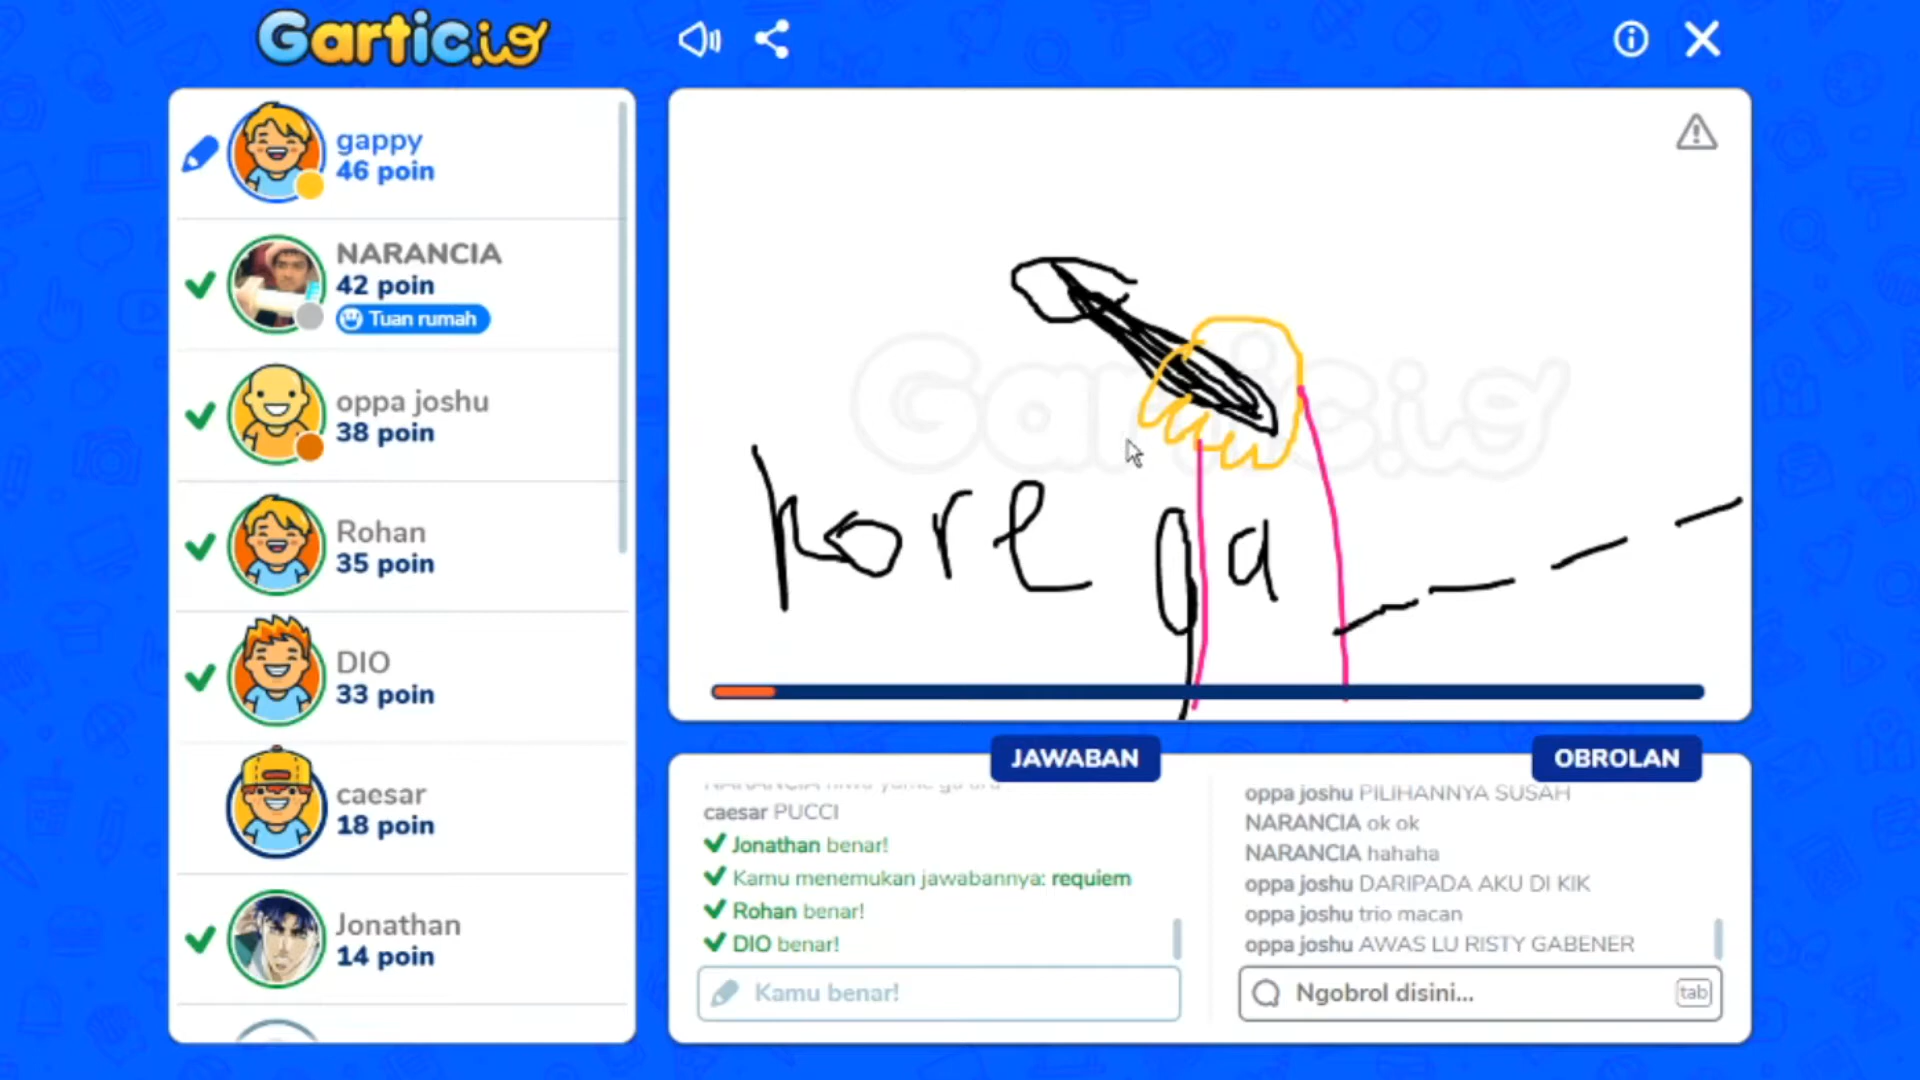 Gartic.io
gappy
46 poin
NARANCIA
42 poin
Tuan rumah
oppa joshu
38 poin
Rohan
35 poin
DIO
33 poin
caesar
18 poin
Jonathan
14 poin
Gartic.io
kore ga
JAWABAN
NARANCIA
caesar PUCCI
Jonathan benar!
Kamu menemukan jawabannya: requiem
Rohan benar!
DIO benar!
Kamu benar!
OBROLAN
oppa joshu PILIHANNYA SUSAH
NARANCIA ok ok
NARANCIA hahaha
oppa joshu DARIPADA AKU DI KIK
oppa joshu trio macan
oppa joshu AWAS LU RISTY GABENER
Ngobrol disini...
tab